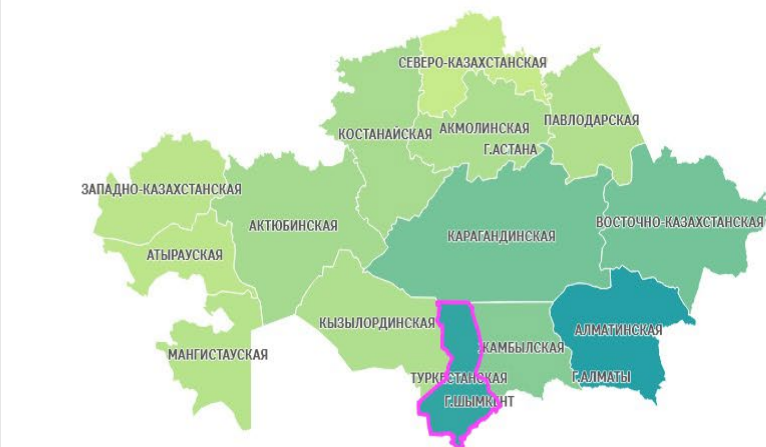 СЕВЕРО-КАЗАХСТАНСКАЯ
ПАВЛОДАРСКАЯ
КОСТАНАЙСКАЯ
АКМОЛИНСКАЯ
Г.АСТАНА
ЗАПАДНО-КАЗАХСТАНСКАЯ
АКТЮБИНСКАЯ
КАРАГАНДИНСКАЯ
ВОСТОЧНО-КАЗАХСТАНСКАЯ
АТЫРАУСКАЯ
КЫЗЫЛОРДИНСКАЯ
АЛМАТИНСКАЯ
МАНГИСТАУСКАЯ
ЖАМБЫЛСКАЯ
ТУРКЕСТАНСКАЯ
Г.АЛМАТЫ
Г.ШЫМКЕНТ